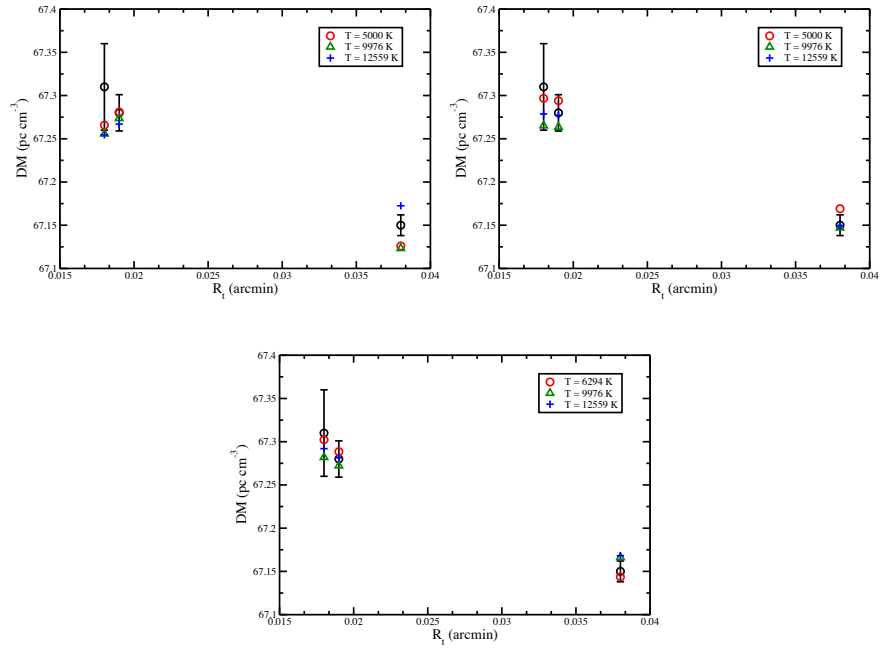 67.4
67.35
67.3
67.25
67.2
67.15
67.1
DM (pc cm-3)
0.015 0.02 0.025 0.03 0.035 0.04
R_t (arcmin)
T = 5000 K
T = 9976 K
T = 12559 K
67.4
67.35
67.3
67.25
67.2
67.15
67.1
DM (pc cm-3)
0.015 0.02 0.025 0.03 0.035 0.04
R_t (arcmin)
T = 5000 K
T = 9976 K
T = 12559 K
67.4
67.35
67.3
67.25
67.2
67.15
67.1
DM (pc cm-3)
0.015 0.02 0.025 0.03 0.035 0.04
R_t (arcmin)
T = 6294 K
T = 9976 K
T = 12559 K